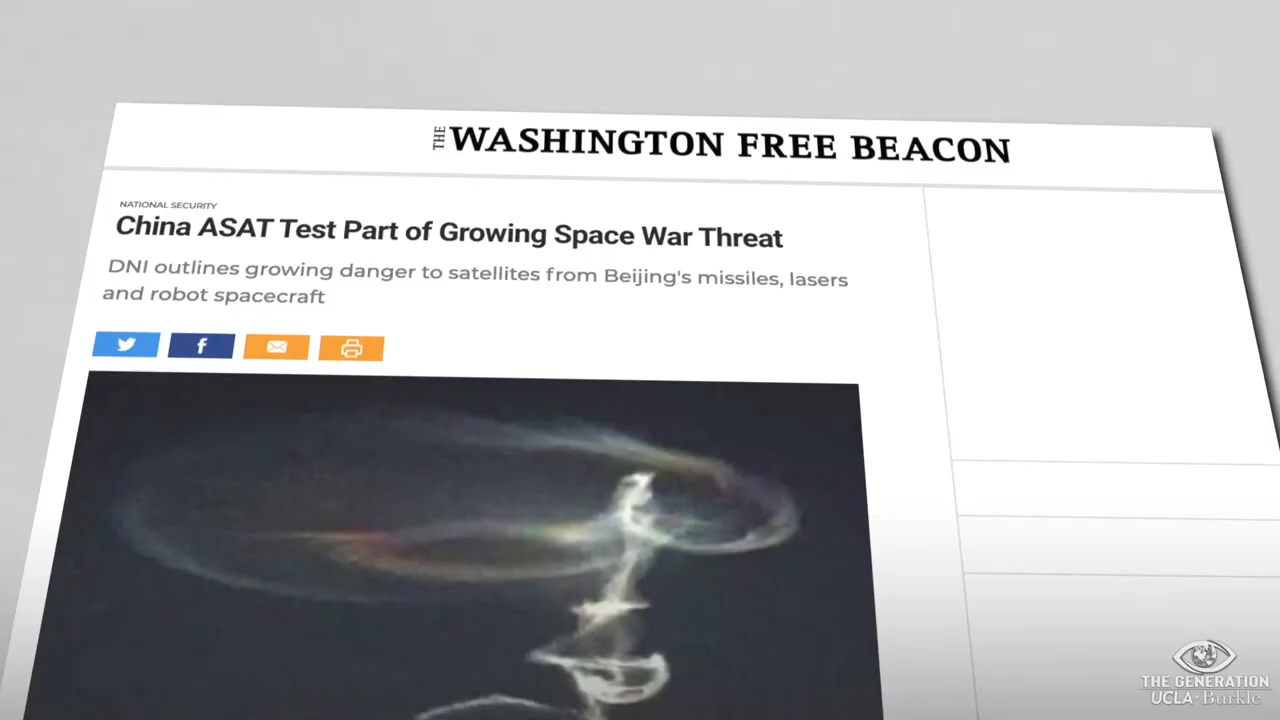 THE WASHINGTON FREE BEACON
NATIONAL SECURITY
China ASAT Test Part of Growing Space War Threat
DNI outlines growing danger to satellites from Beijing's missiles, lasers
and robot spacecraft
THE GENERATION
UCLA Burkle